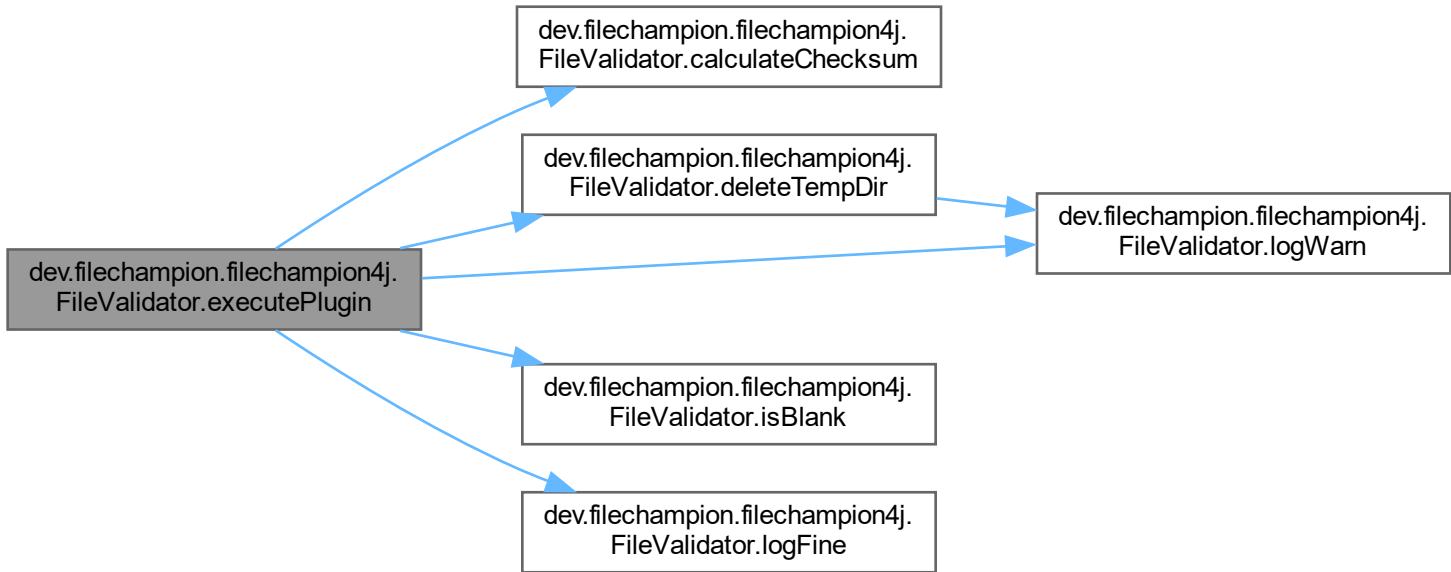 dev.filechampion.filechampion4j.
FileValidator.calculateChecksum
dev.filechampion.filechampion4j.
FileValidator.deleteTempDir
dev.filechampion.filechampion4j.
FileValidator.logWarn
dev.filechampion.filechampion4j.
FileValidator.executePlugin
dev.filechampion.filechampion4j.
FileValidator.isBlank
dev.filechampion.filechampion4j.
FileValidator.logFine